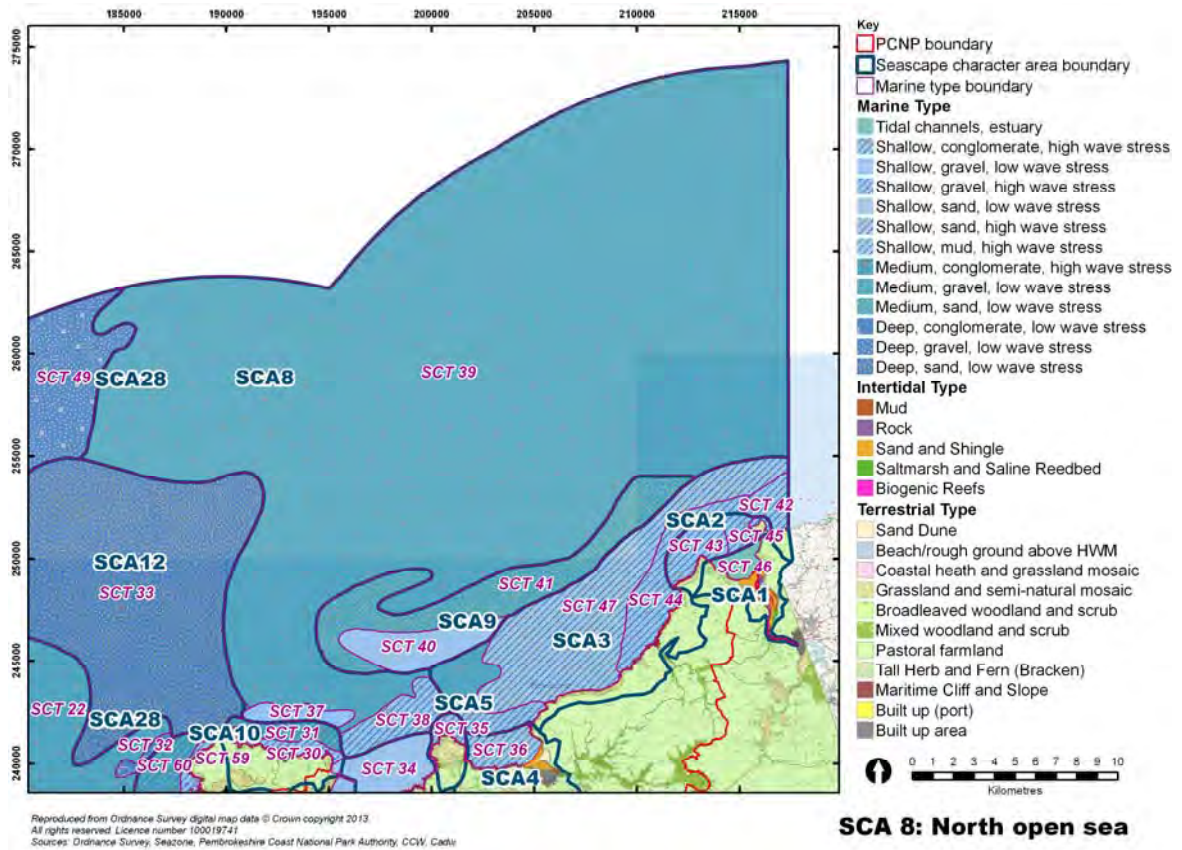 185000 190000 195000 200000 205000 210000 215000
275000
270000
265000
260000
255000
250000
245000
240000
SCT 49
SCA28
SCA8
SCT 39
SCA12
SCT 33
SCT 42
SCA2
SCT 45
SCT 43
SCT 46
SCT 41
SCT 47
SCT 44
SCA1
SCA9
SCT 40
SCA3
SCT 22
SCA28
SCT 37
SCA5
SCT 38
SCT 35
SCT 32
SCA10
SCT 31
SCT 59
SCT 30
SCT 36
SCT 60
SCT 34
SCA4
Key
PCNP boundary
Seascape character area boundary
Marine type boundary
Marine Type
Tidal channels, estuary
Shallow, conglomerate, high wave stress
Shallow, gravel, low wave stress
Shallow, gravel, high wave stress
Shallow, sand, low wave stress
Shallow, sand, high wave stress
Shallow, mud, high wave stress
Medium, conglomerate, high wave stress
Medium, gravel, low wave stress
Medium, sand, low wave stress
Deep, conglomerate, low wave stress
Deep, gravel, low wave stress
Deep, sand, low wave stress
Intertidal Type
Mud
Rock
Sand and Shingle
Saltmarsh and Saline Reedbed
Biogenic Reefs
Terrestrial Type
Sand Dune
Beach/rough ground above HWM
Coastal heath and grassland mosaic
Grassland and semi-natural mosaic
Broadleaved woodland and scrub
Mixed woodland and scrub
Pastoral farmland
Tall Herb and Fern (Bracken)
Maritime Cliff and Slope
Built up (port)
Built up area
0 1 2 3 4 5 6 7 8 9 10
Kilometres
Reproduced from Ordnance Survey digital map data © Crown copyright 2013.
All rights reserved. Licence number 100019741
Sources: Ordnance Survey, Seazone, Pembrokeshire Coast National Park Authority, CCW, Cadw
SCA 8: North open sea